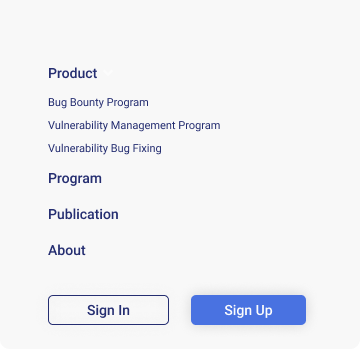 Product
Bug Bounty Program
Vulnerability Management Program
Vulnerability Bug Fixing
Program
Publication
About
Sign In
Sign Up